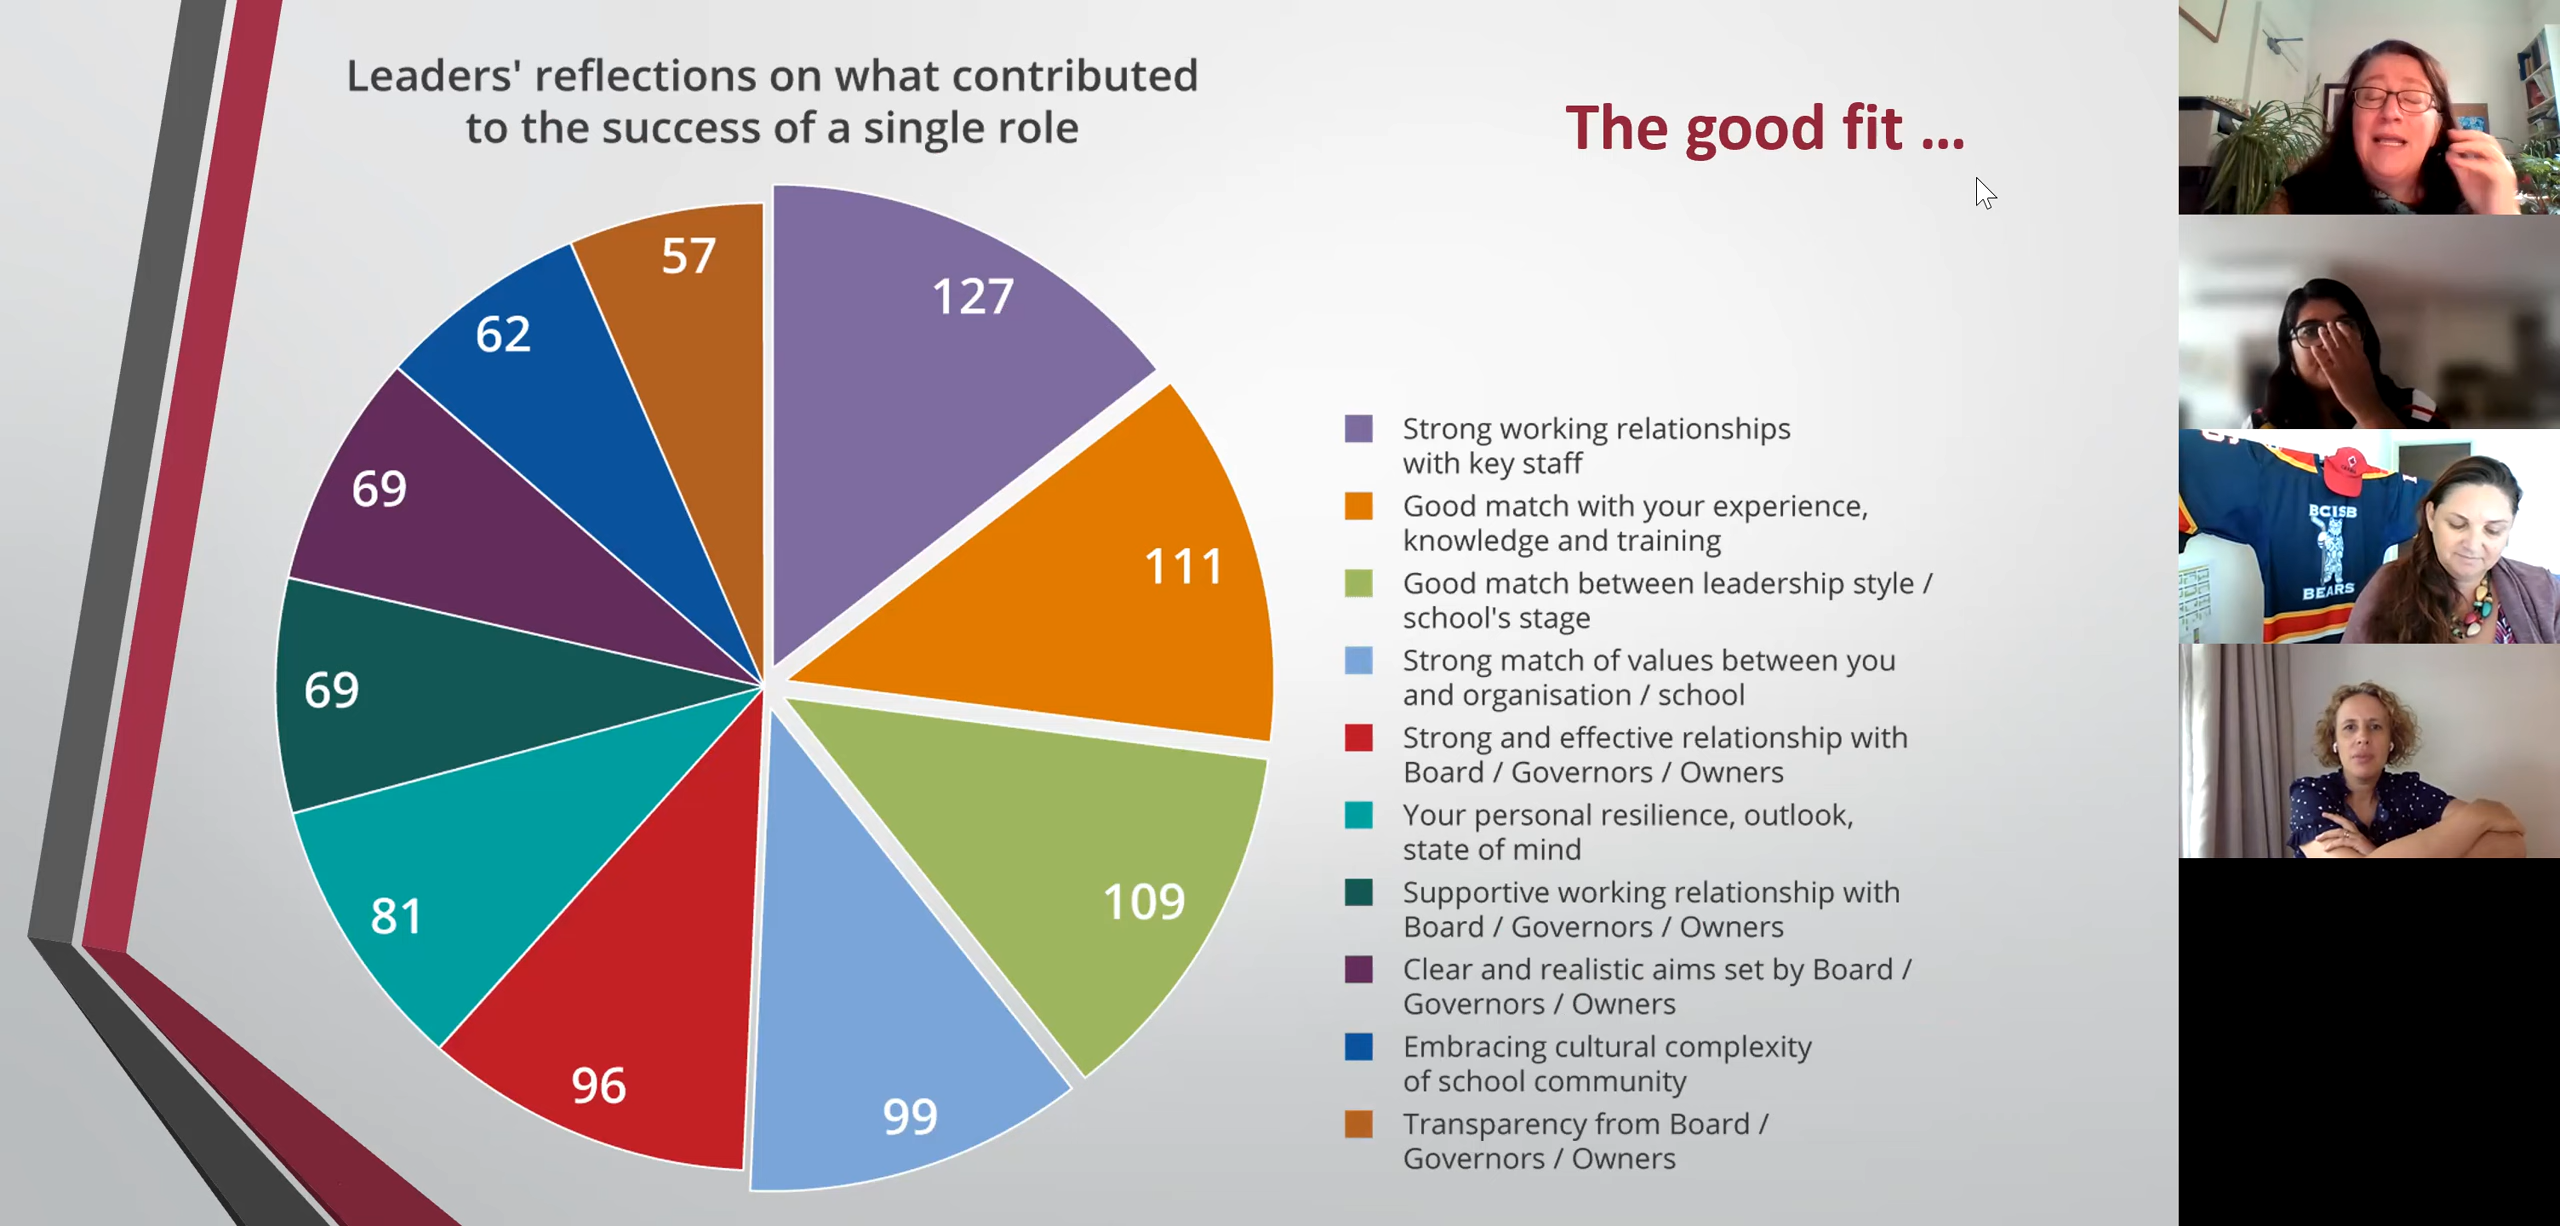 Leaders' reflections on what contributed
to the success of a single role
The good fit ...
127
111
109
99
96
81
69
69
62
57
Strong working relationships
with key staff
Good match with your experience,
knowledge and training
Good match between leadership style /
school's stage
Strong match of values between you
and organisation / school
Strong and effective relationship with
Board / Governors / Owners
Your personal resilience, outlook,
state of mind
Supportive working relationship with
Board / Governors / Owners
Clear and realistic aims set by Board /
Governors / Owners
Embracing cultural complexity
of school community
Transparency from Board /
Governors / Owners
BCISB
BEARS